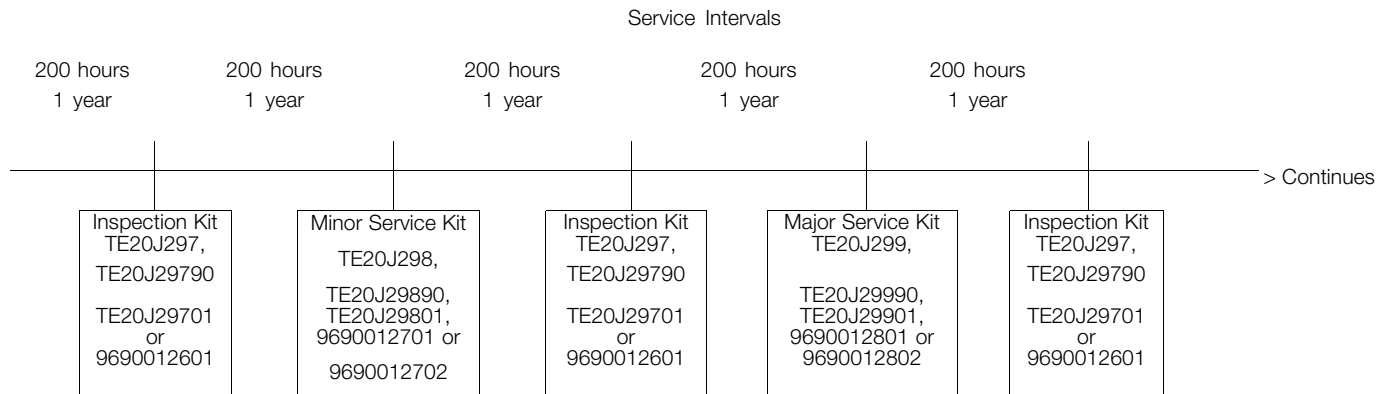 Service Intervals
200 hours 200 hours 200 hours 200 hours 200 hours
1 year 1 year 1 year 1 year 1 year
> Continues
Inspection Kit
TE20J297,
TE20J29790
TE20J29701
or
9690012601
Minor Service Kit
TE20J298,
TE20J29890,
TE20J29801,
9690012701 or
9690012702
Inspection Kit
TE20J297,
TE20J29790
TE20J29701
or
9690012601
Major Service Kit
TE20J299,
TE20J29990,
TE20J29901,
9690012801 or
9690012802
Inspection Kit
TE20J297,
TE20J29790
TE20J29701
or
9690012601